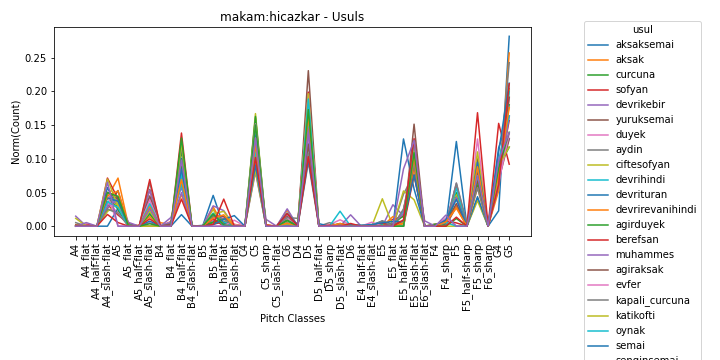 makam:hicazkar - Usuls
Norm(Count)
0.25
0.20
0.15
0.10
0.05
0.00
A4
A4_flat
A4_half-flat
A4_slash-flat
A5
A5_flat
A5_half-flat
A5_slash-flat
B4
B4_flat
B4_half-flat
B4_slash-flat
B5
B5_flat
B5_half-flat
B5_slash-flat
C4
C5
C5_sharp
C5_slash-flat
C6
D4
D5
D5_half-flat
D5_sharp
D5_slash-flat
D6
E4_half-flat
E4_slash-flat
E5
E5_flat
E5_half-flat
E5_slash-flat
E6_slash-flat
F4
F4_sharp
F5
F5_half-sharp
F5_sharp
F6_sharp
G4
G5
Pitch Classes
usul
aksaksemai
aksak
curcuna
sofyan
devrikebir
yuruksemai
duyek
aydin
ciftesofyan
devrihindi
devrituran
devrirevanihindi
agirduyek
berefsan
muhammes
agiraksak
evfer
kapali_curcuna
katikofti
oynak
semai